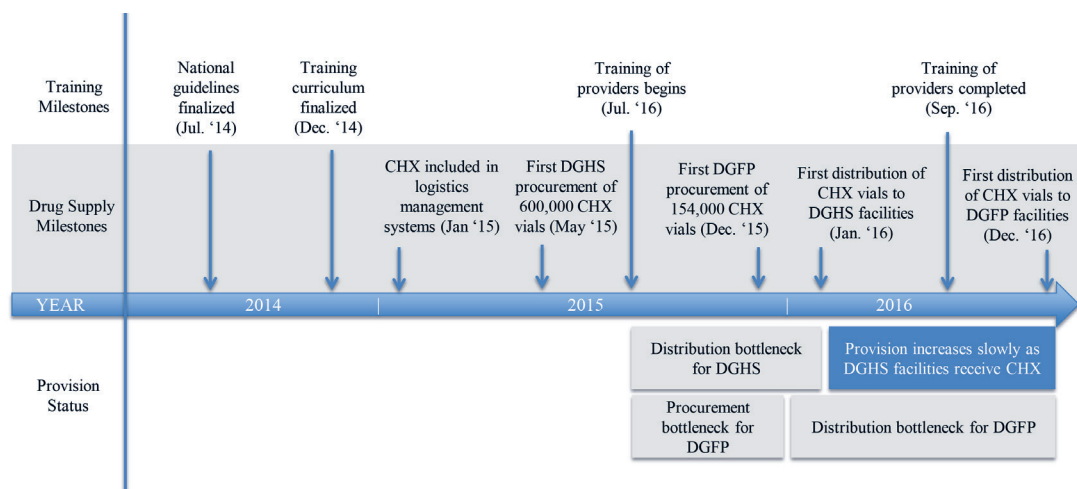 Training
Milestones
National
guidelines
finalized
(Jul. ‘14)
Training
curriculum
finalized
(Dec. ‘14)
Training of
providers begins
(Jul. ‘16)
Training of
providers completed
(Sep. ‘16)
Drug Supply
Milestones
CHX included in
logistics
management
systems (Jan ‘15)
First DGHS
procurement of
600,000 CHX
vials (May ‘15)
First DGFP
procurement of
154,000 CHX
vials (Dec. ‘15)
First distribution of
CHX vials to
DGHS facilities
(Jan. ‘16)
First distribution
of CHX vials to
DGFP facilities
(Dec. ‘16)
YEAR
2014
2015
2016
Provision
Status
Distribution bottleneck
for DGHS
Provision increases slowly as
DGHS facilities receive CHX
Procurement
bottleneck for
DGFP
Distribution bottleneck for DGFP